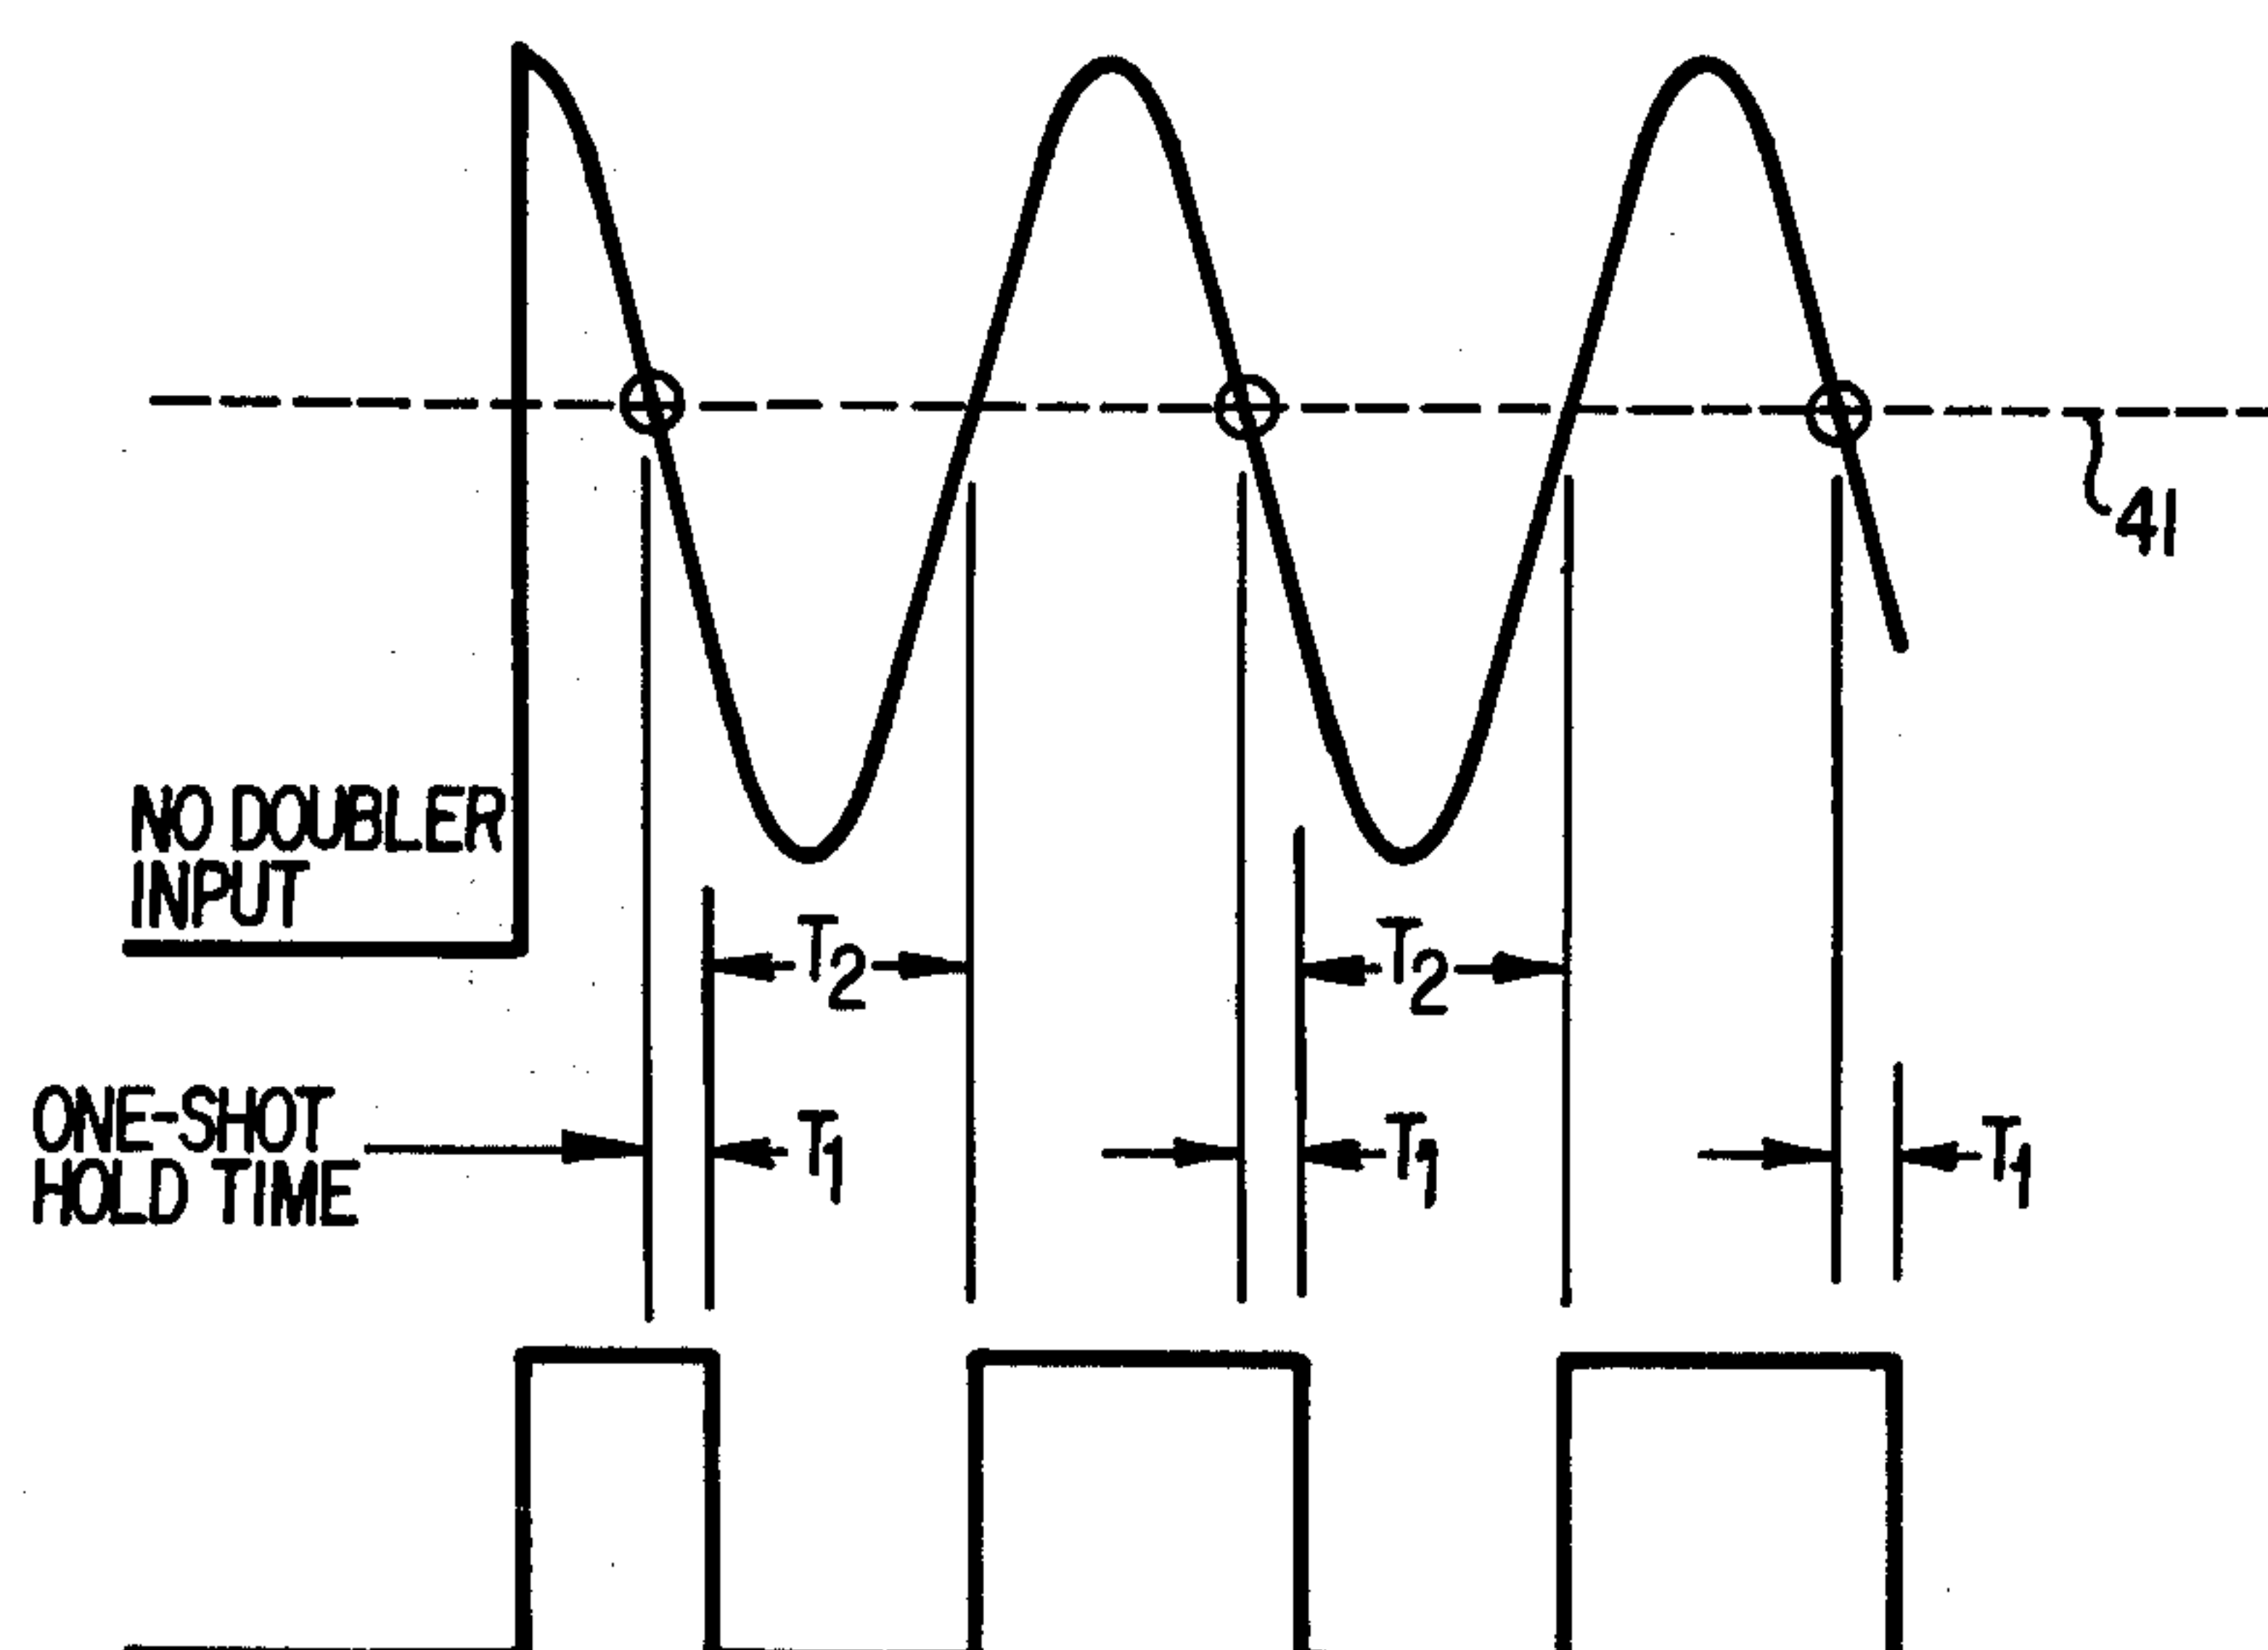 41
NO DOUBLER
INPUT
T2
T2
ONE-SHOT
HOLD TIME
T1
T1
T1